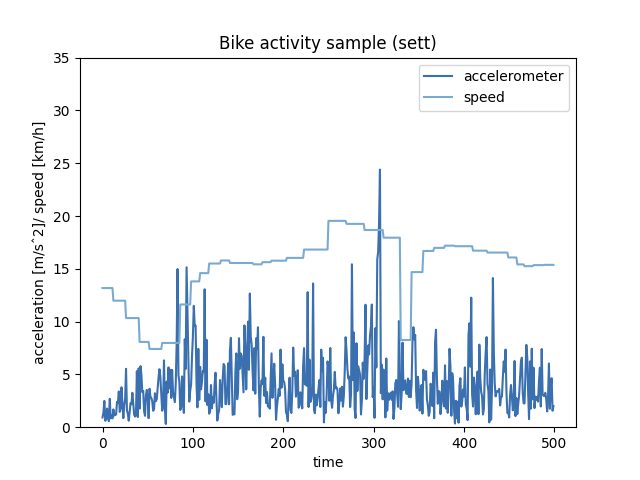 Bike activity sample (sett)
accelerometer
speed
acceleration [m/s^2]/ speed [km/h]
35
30
25
20
15
10
5
0
0 100 200 300 400 500
time